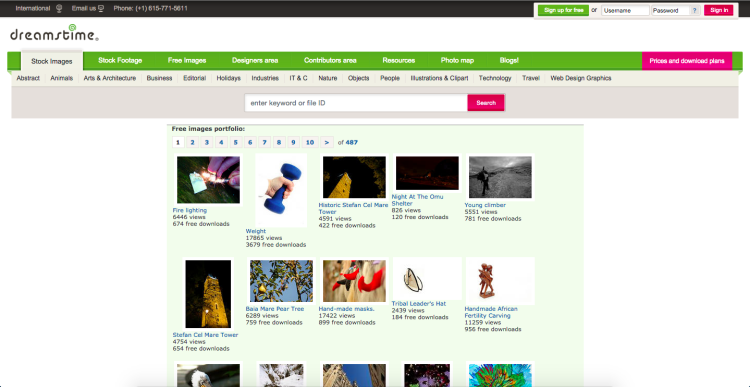 International Email us Phone: (+1) 615-771-5611 Sign up for free or Username Password ? Sign in
dreamstime®
Stock Images Stock Footage Free Images Designers area Contributors area Resources Photo map Blogs! Prices and download plans
Abstract Animals Arts & Architecture Business Editorial Holidays Industries IT & C Nature Objects People Illustrations & Clipart Technology Travel Web Design Graphics
enter keyword or file ID Search
Free images portfolio:
1 2 3 4 5 6 7 8 9 10 > of 487
Fire lighting
6446 views
674 free downloads
Weight
17865 views
3679 free downloads
Historic Stefan Cel Mare
Tower
4591 views
422 free downloads
Night At The Omu
Shelter
826 views
120 free downloads
Young climber
5551 views
781 free downloads
Stefan Cel Mare Tower
4754 views
654 free downloads
Baia Mare Pear Tree
6289 views
759 free downloads
Hand-made masks.
17422 views
899 free downloads
Tribal Leader's Hat
2439 views
184 free downloads
Handmade African
Fertility Carving
11259 views
956 free downloads